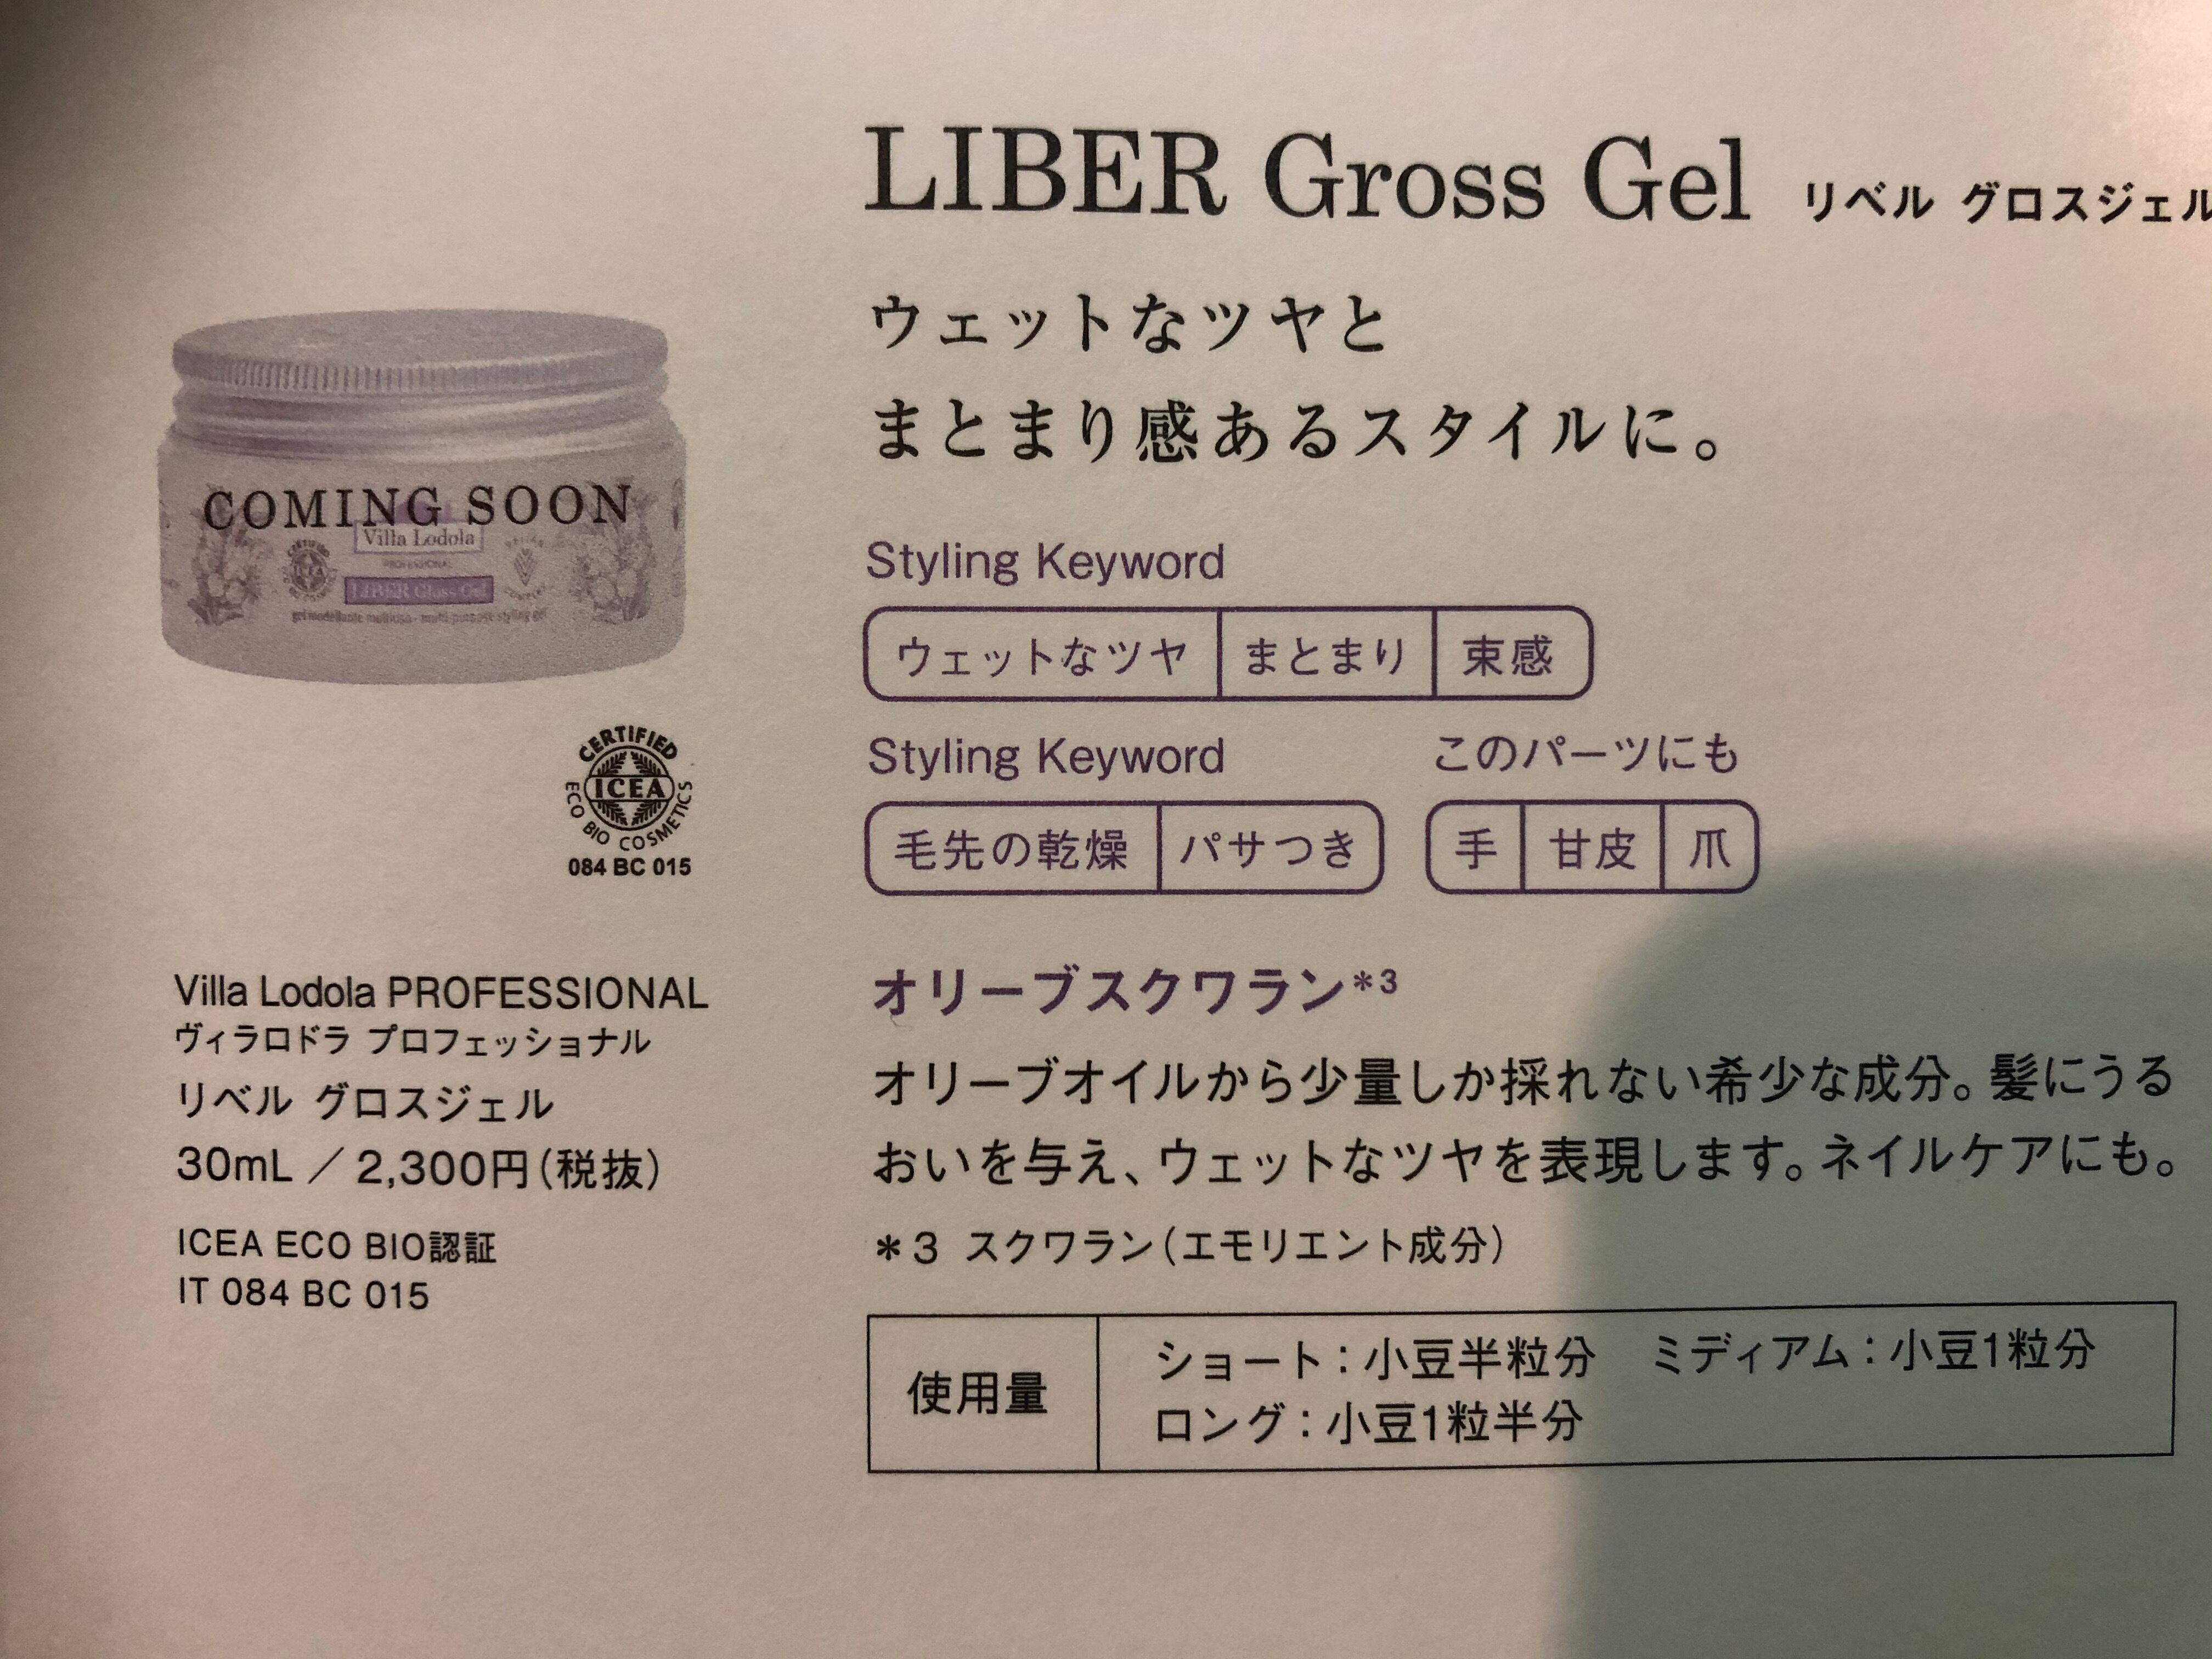 LIBER Gross Gel リベル グロスジェル
ウェットなツヤと
まとまり感あるスタイルに。
COMING SOON
Villa Lodola
PROFESSIONAL
LIBER Gloss Gel
gel modellante multiuso - multi-purpose styling gel
Styling Keyword
ウェットなツヤ まとまり 束感
Styling Keyword このパーツにも
毛先の乾燥 パサつき 手 甘皮 爪
CERTIFIED
ICEA
ECO BIO COSMETICS
084 BC 015
Villa Lodola PROFESSIONAL
ヴィラロドラ プロフェッショナル
リベル グロスジェル
30mL / 2,300円(税抜)
ICEA ECO BIO認証
IT 084 BC 015
オリーブスクワラン*3
オリーブオイルから少量しか採れない希少な成分。髪にうる
おいを与え、ウェットなツヤを表現します。ネイルケアにも。
*3 スクワラン(エモリエント成分)
使用量
ショート:小豆半粒分 ミディアム:小豆1粒分
ロング:小豆1粒半分